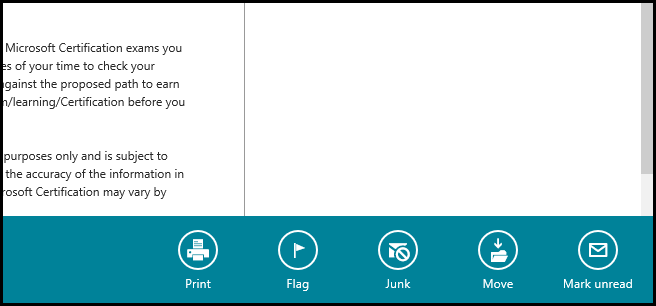 Microsoft Certification exams you
es of your time to check your
against the proposed path to earn
m/learning/Certification before you
purposes only and is subject to
the accuracy of the information in
rosoft Certification may vary by
Print Flag Junk Move Mark unread